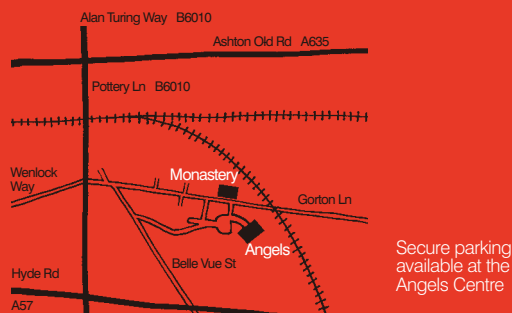 Alan Turing Way B6010
Ashton Old Rd A635
Pottery Ln B6010
Wenlock
Way
Monastery
Gorton Ln
Angels
Belle Vue St
Hyde Rd
A57
Secure parking
available at the
Angels Centre